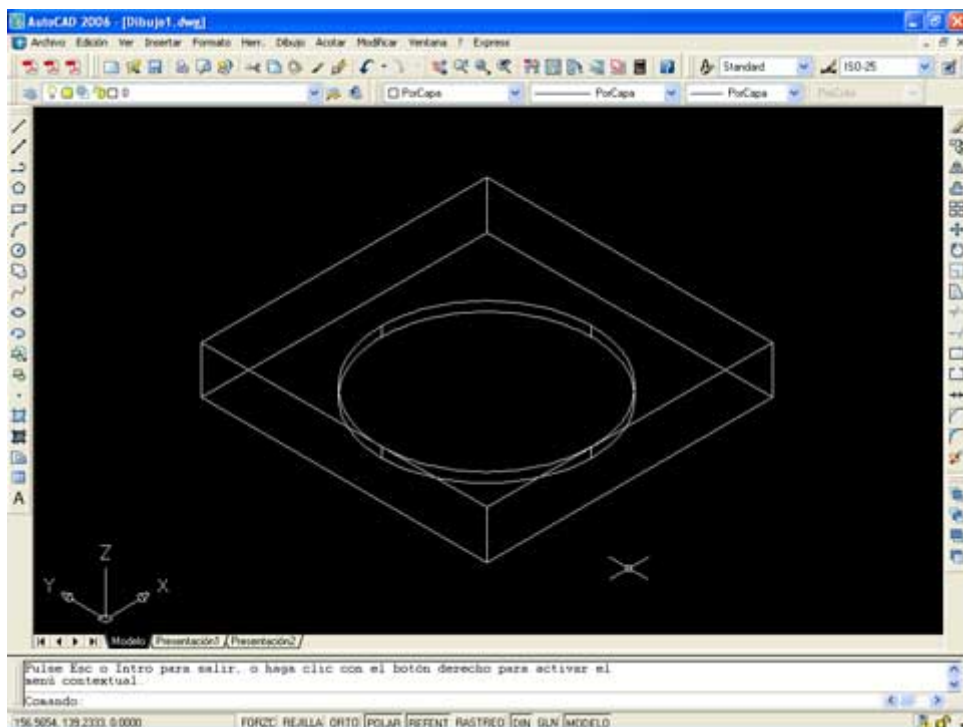 AutoCAD 2006 - [Dibujo1.dwg]
Archivo Edición Ver Insertar Formato Herr. Dibujo Acotar Modificar Ventana ? Express
Standard ISO-25
0 PorCapa PorCapa PorCapa PorColor
Z
Y X
Modelo Presentación1 Presentación2
Pulse Esc o Intro para salir, o haga clic con el botón derecho para activar el
menú contextual.
Comando:
156.5054, 139.2333, 0.0000 FORZC REJILLA ORTO POLAR REFENT RASTREO DIN GLN MODELO